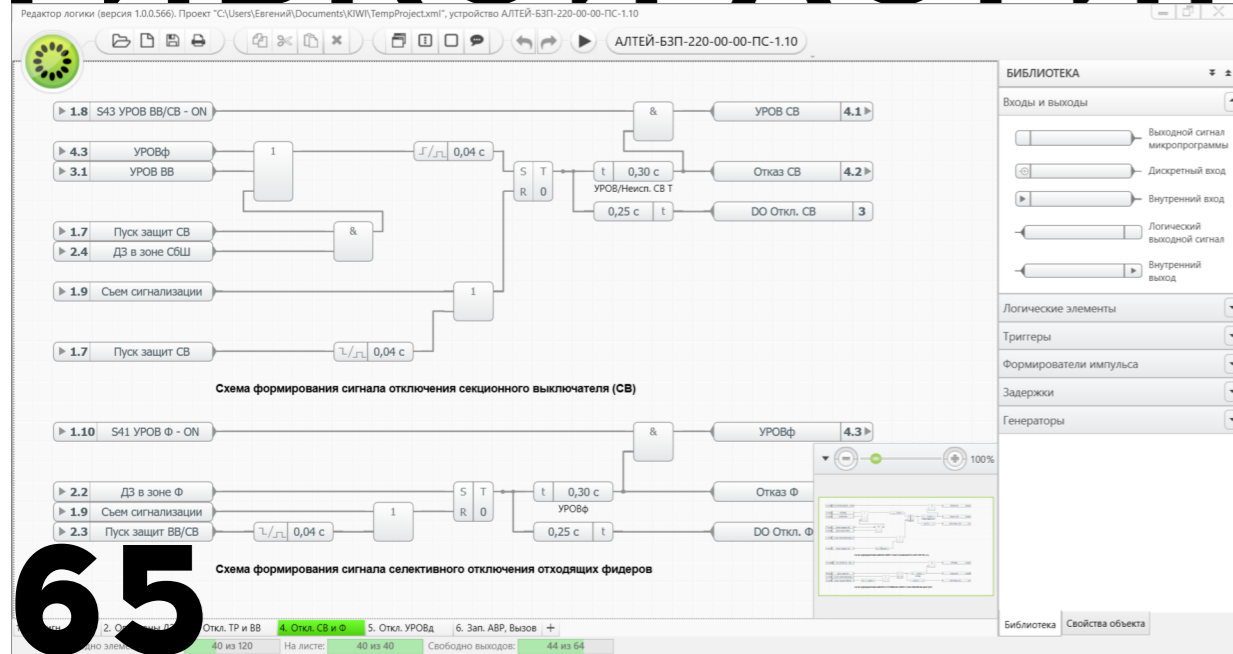 Редактор логики (версия 1.0.0.566). Проект "C:\Users\Евгений\Documents\KIWI\TempProject.xml", устройство АЛТЕЙ-БЗП-220-00-00-ПС-1.10
АЛТЕЙ-БЗП-220-00-00-ПС-1.10
1.8 S43 УРОВ ВВ/СВ - ON & УРОВ СВ 4.1
4.3 УРОВф 1 0,04 с
3.1 УРОВ ВВ S T t 0,30 с Отказ СВ 4.2
R 0 УРОВ/Неисп. СВ Т
0,25 с t DO Откл. СВ 3
1.7 Пуск защит СВ &
2.4 ДЗ в зоне СбШ
1.9 Съем сигнализации 1
1.7 Пуск защит СВ 0,04 с
Схема формирования сигнала отключения секционного выключателя (СВ)
1.10 S41 УРОВ Ф - ON & УРОВф 4.3
2.2 ДЗ в зоне Ф S T t 0,30 с Отказ Ф
1.9 Съем сигнализации 1 R 0 УРОВф
2.3 Пуск защит ВВ/СВ 0,04 с 0,25 с t DO Откл. Ф
Схема формирования сигнала селективного отключения отходящих фидеров
100%
БИБЛИОТЕКА
Входы и выходы
Выходной сигнал
микропрограммы
Дискретный вход
Внутренний вход
Логический
выходной сигнал
Внутренний
выход
Логические элементы
Триггеры
Формирователи импульса
Задержки
Генераторы
Библиотека Свойства объекта
65
Откл. ТР и ВВ 4. Откл. СВ и Ф 5. Откл. УРОВд 6. Зап. АВР, Вызов +
40 из 120 На листе: 40 из 40 Свободно выходов: 44 из 64